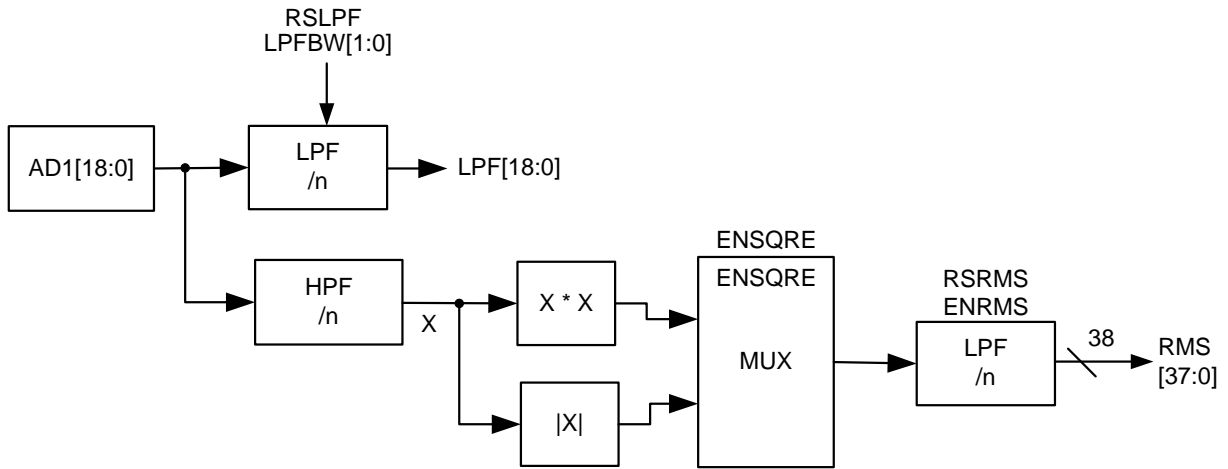 RSLPF
LPFBW[1:0]
AD1[18:0]
LPF
/n
LPF[18:0]
HPF
/n
X
X * X
|X|
ENSQRE
ENSQRE
MUX
RSRMS
ENRMS
LPF
/n
38
RMS
[37:0]